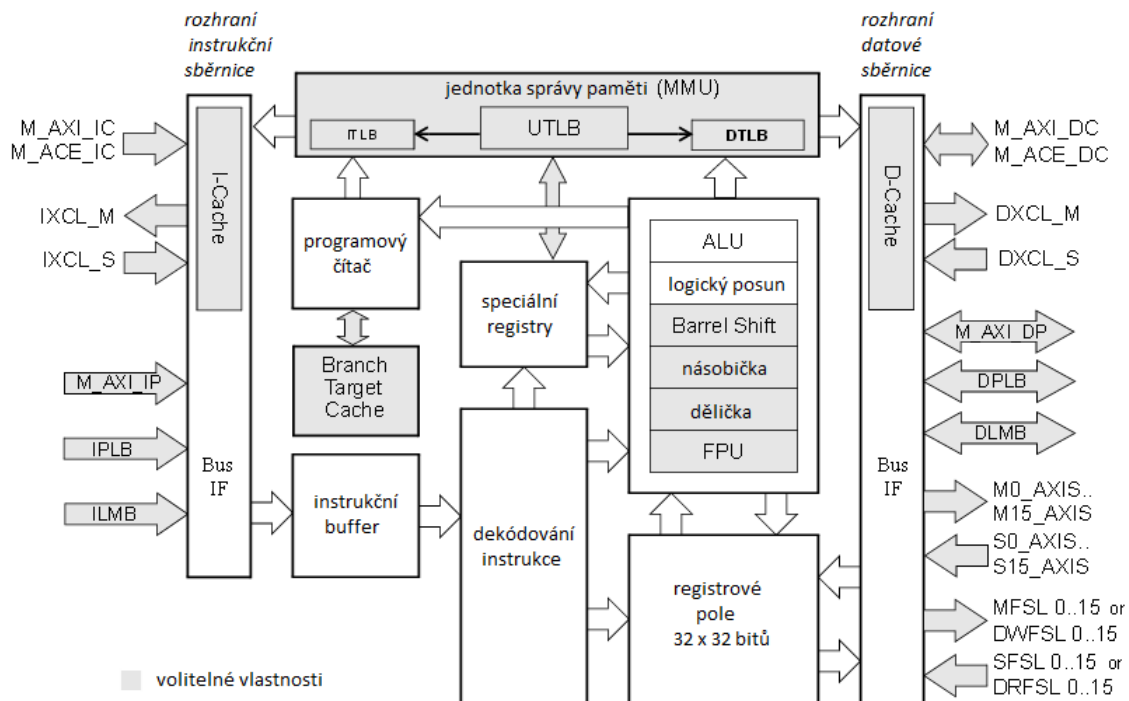 rozhraní
instrukční
sběrnice
rozhraní
datové
sběrnice
jednotka správy paměti (MMU)
ITLB
UTLB
DTLB
M_AXI_IC
M_ACE_IC
IXCL_M
IXCL_S
I-Cache
M_AXI_IP
IPLB
ILMB
Bus
IF
programový
čítač
Branch
Target
Cache
instrukční
buffer
speciální
registry
dekódování
instrukce
ALU
logický posun
Barrel Shift
násobička
dělička
FPU
registrové
pole
32 x 32 bitů
D-Cache
Bus
IF
M_AXI_DC
M_ACE_DC
DXCL_M
DXCL_S
M_AXI_DP
DPLB
DLMB
M0_AXIS..
M15_AXIS
S0_AXIS..
S15_AXIS
MFSL 0..15 or
DWFSL 0..15
SFSL 0..15 or
DRFSL 0..15
volitelné vlastnosti